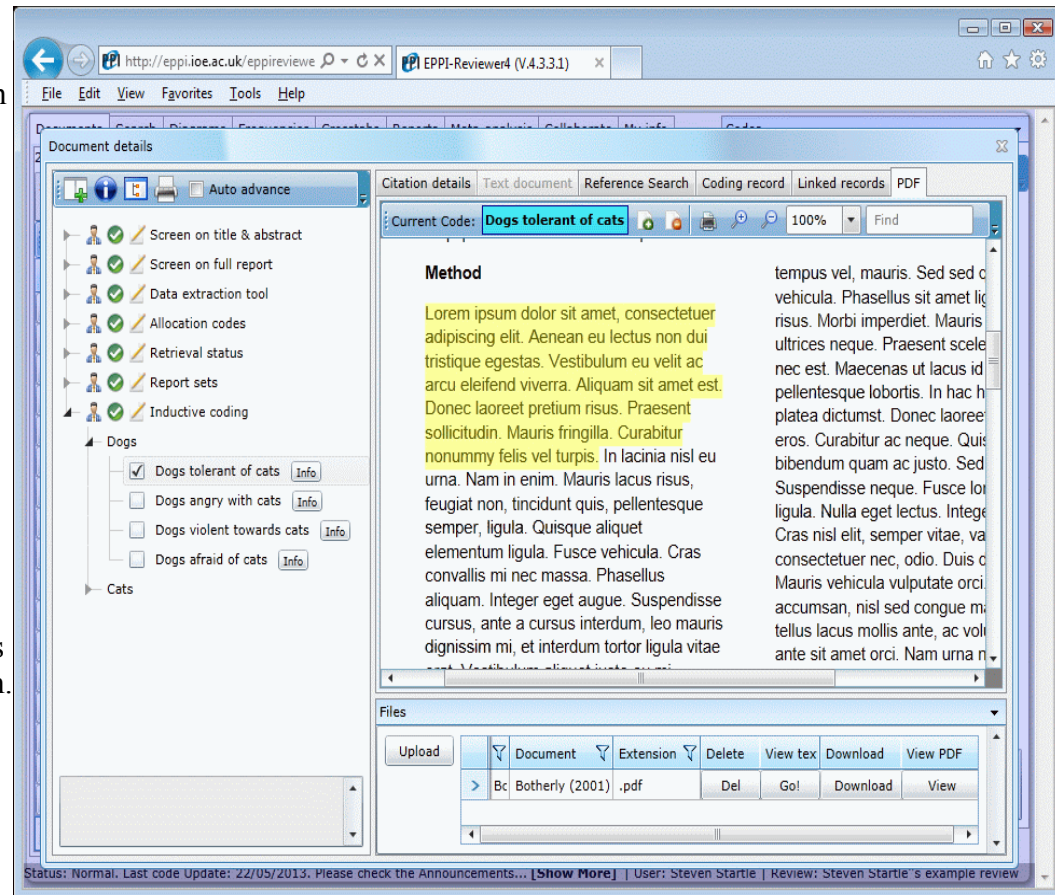 http://eppi.ioe.ac.uk/eppireviewe
EPPI-Reviewer4 (V.4.3.3.1)
File Edit View Favorites Tools Help
Document details
Auto advance
Screen on title & abstract
Screen on full report
Data extraction tool
Allocation codes
Retrieval status
Report sets
Inductive coding
Dogs
Dogs tolerant of cats Info
Dogs angry with cats Info
Dogs violent towards cats Info
Dogs afraid of cats Info
Cats
Citation details Text document Reference Search Coding record Linked records PDF
Current Code: Dogs tolerant of cats 100% Find
Method
Lorem ipsum dolor sit amet, consectetuer
adipiscing elit. Aenean eu lectus non dui
tristique egestas. Vestibulum eu velit ac
arcu eleifend viverra. Aliquam sit amet est.
Donec laoreet pretium risus. Praesent
sollicitudin. Mauris fringilla. Curabitur
nonummy felis vel turpis. In lacinia nisl eu
urna. Nam in enim. Mauris lacus risus,
feugiat non, tincidunt quis, pellentesque
semper, ligula. Quisque aliquet
elementum ligula. Fusce vehicula. Cras
convallis mi nec massa. Phasellus
aliquam. Integer eget augue. Suspendisse
cursus, ante a cursus interdum, leo mauris
dignissim mi, et interdum tortor ligula vitae
tempus vel, mauris. Sed sed
vehicula. Phasellus sit amet lig
risus. Morbi imperdiet. Mauris
ultrices neque. Praesent scele
nec est. Maecenas ut lacus id
pellentesque lobortis. In hac h
platea dictumst. Donec laoree
eros. Curabitur ac neque. Quis
bibendum quam ac justo. Sed
Suspendisse neque. Fusce lor
ligula. Nulla eget lectus. Intege
Cras nisl elit, semper vitae, va
consectetuer nec, odio. Duis
Mauris vehicula vulputate orci.
accumsan, nisl sed congue ma
tellus lacus mollis ante, ac volu
ante sit amet orci. Nam urna n
Files
Upload
Document Extension Delete View tex Download View PDF
Bc Botherly (2001) .pdf Del Go! Download View
Status: Normal. Last code Update: 22/05/2013. Please check the Announcements... [Show More] | User: Steven Startle | Review: Steven Startle"s example review